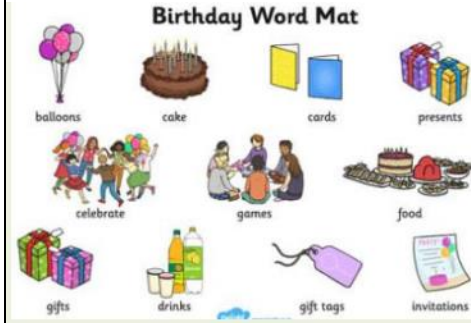 Birthday Word Mat
balloons
cake
cards
presents
celebrate
games
food
gifts
drinks
gift tags
invitations